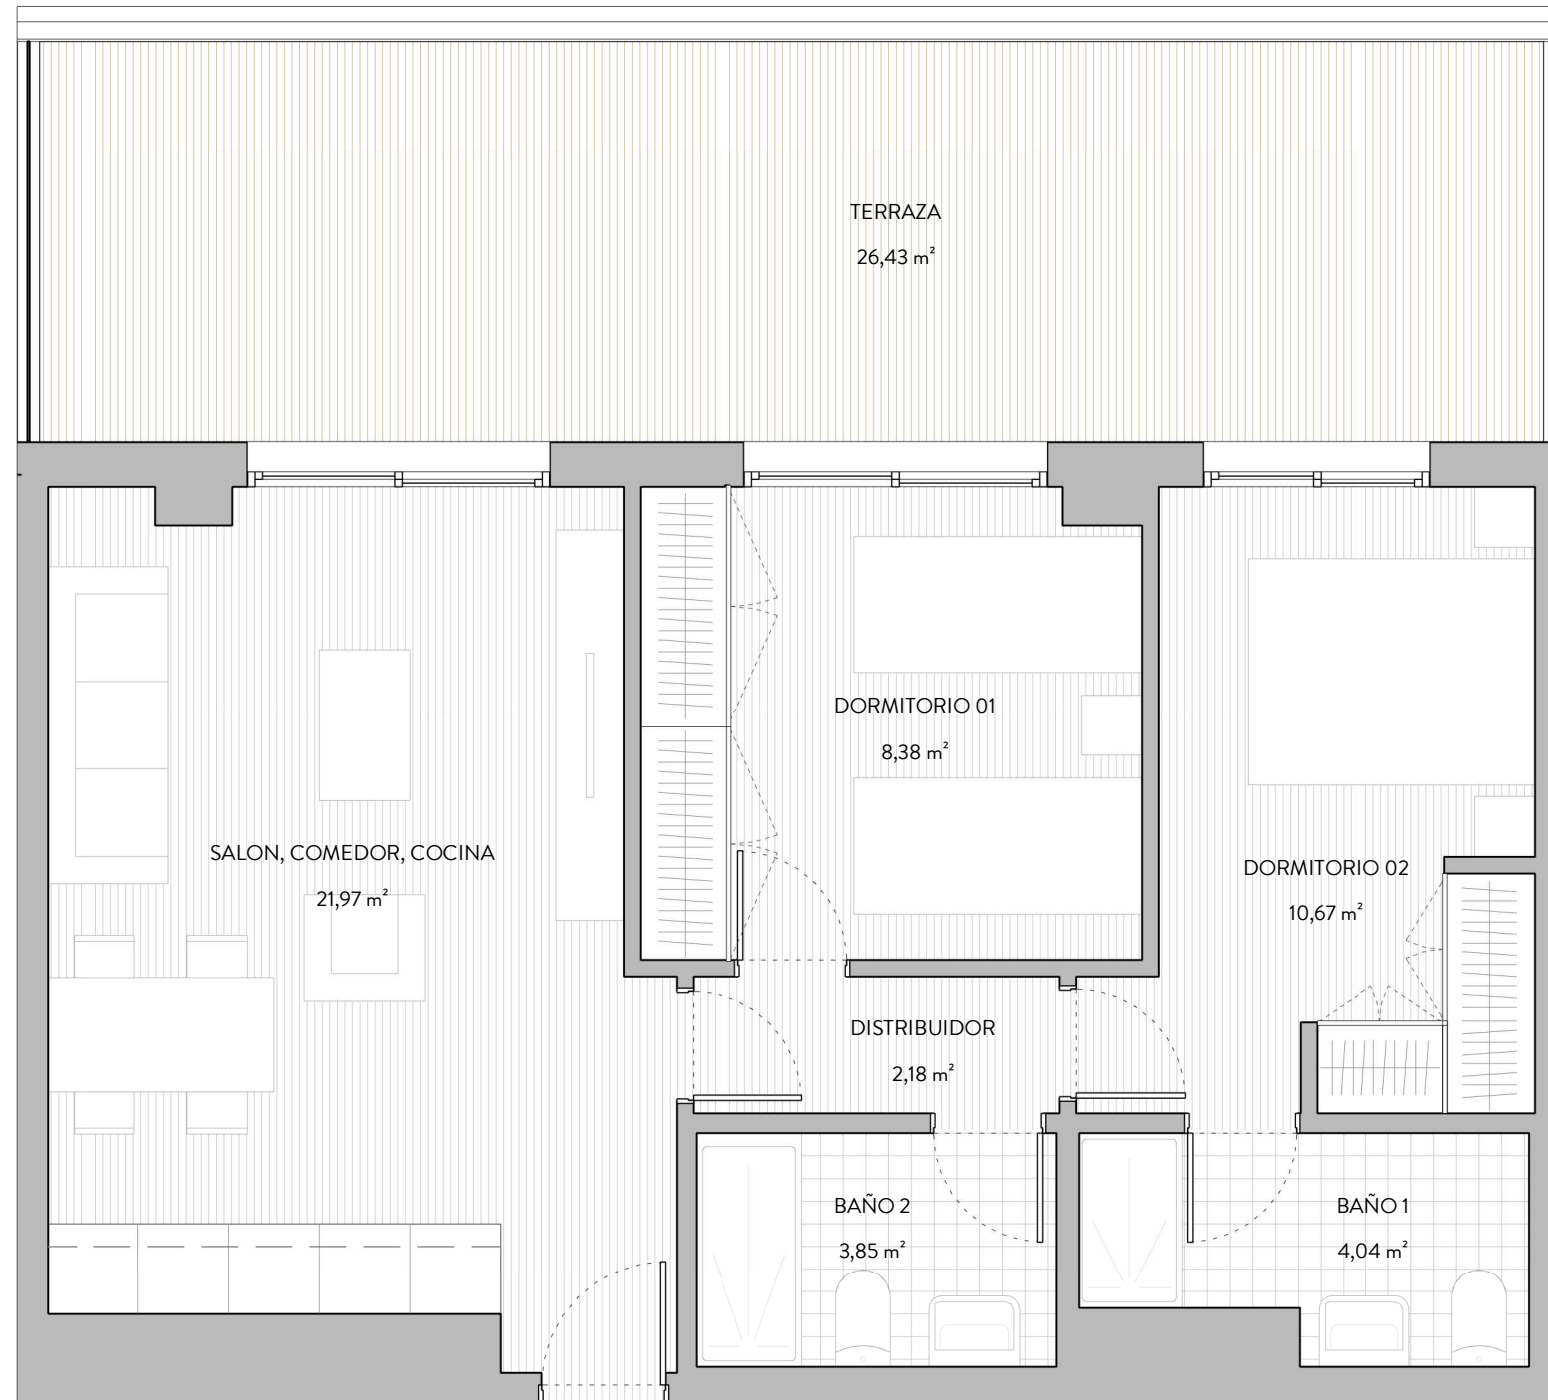 TERRAZA
26,43 m²
DORMITORIO 01
8,38 m²
SALON, COMEDOR, COCINA
21,97 m²
DORMITORIO 02
10,67 m²
DISTRIBUIDOR
2,18 m²
BAÑO 2
3,85 m²
BAÑO 1
4,04 m²